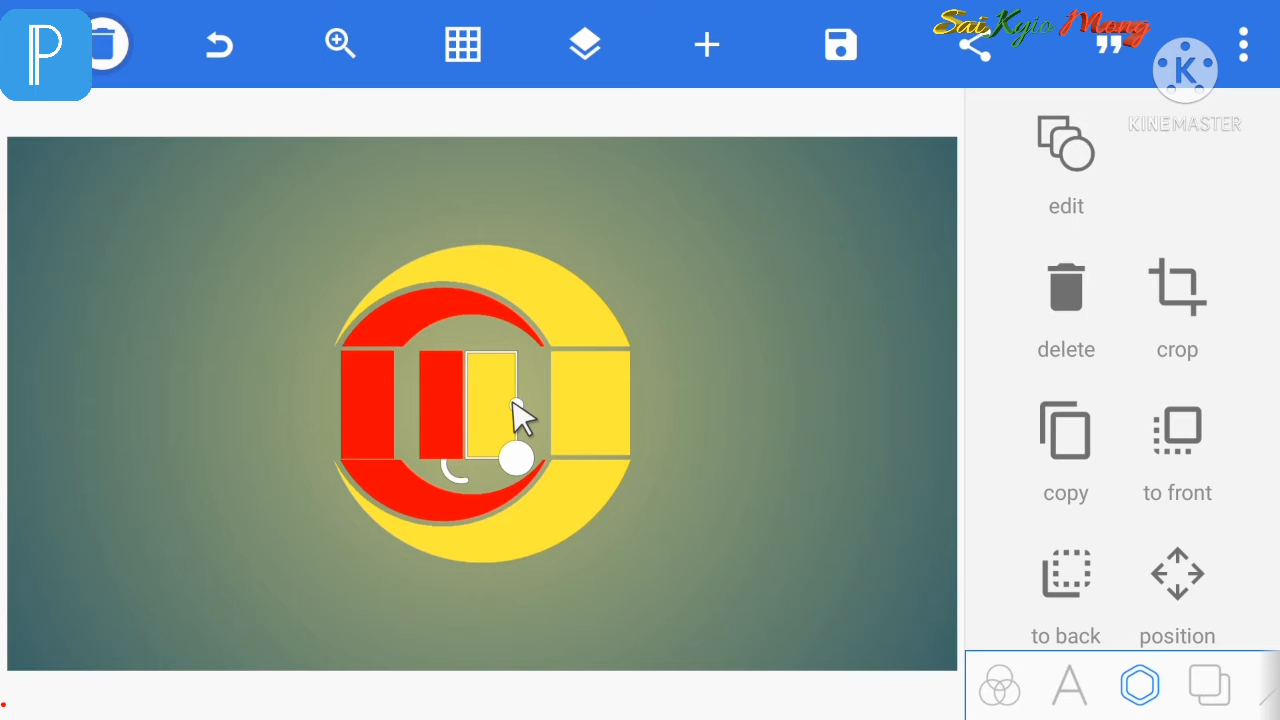 Sai Kyio Mong
KINEMASTER
edit
delete
crop
copy
to front
to back
position